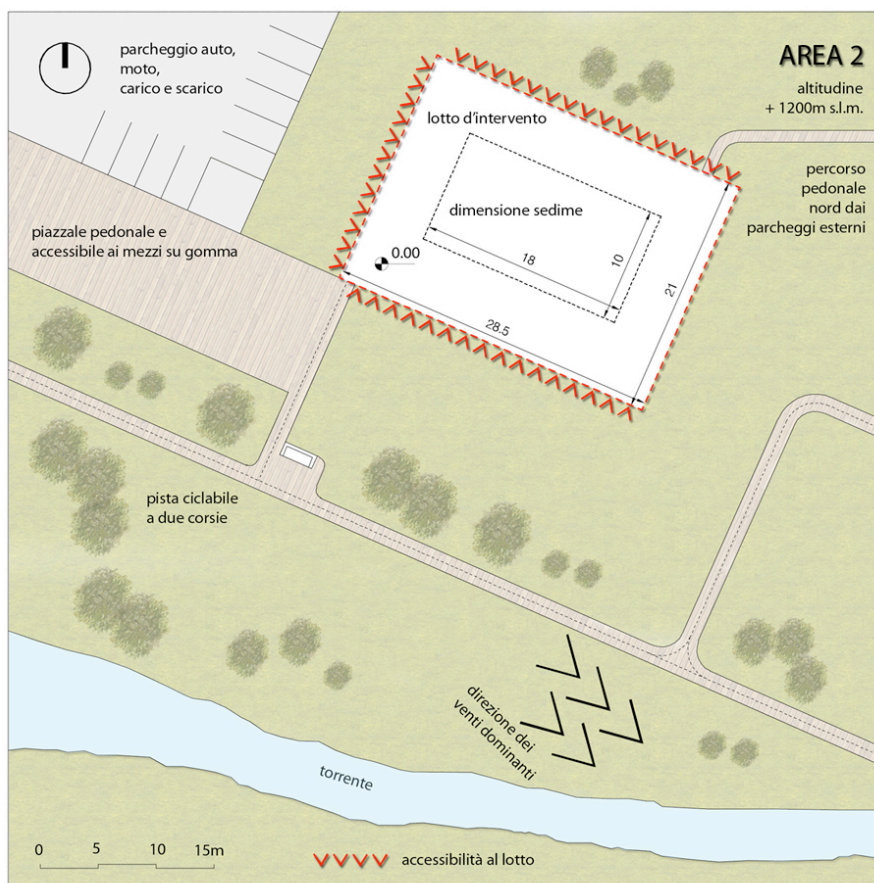 parcheggio auto,
moto,
carico e scarico
AREA 2
altitudine
+ 1200m s.l.m.
lotto d'intervento
percorso
pedonale
nord dai
parcheggi esterni
dimensione sedime
piazzale pedonale e
accessibile ai mezzi su gomma
0.00
18
10
21
28.5
pista ciclabile
a due corsie
direzione dei
venti dominanti
torrente
0 5 10 15m
accessibilità al lotto